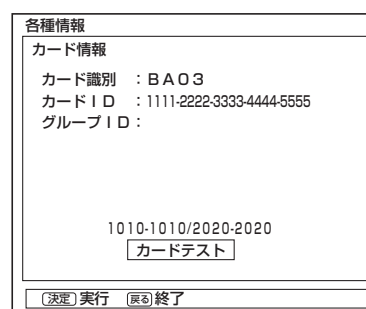 各種情報
カード情報
カード識別 ：ＢＡ０３
カードＩＤ ：1111-2222-3333-4444-5555
グループＩＤ：
1010-1010/2020-2020
カードテスト
決定 実行 戻る 終了